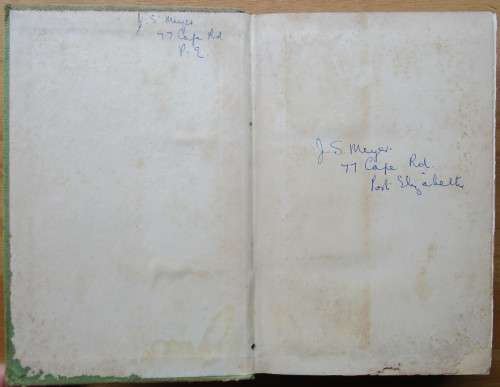 J. S. Meyer
77 Cape Rd
P. E.
J. S. Meyer.
77 Cape Rd.
Port Elizabeth